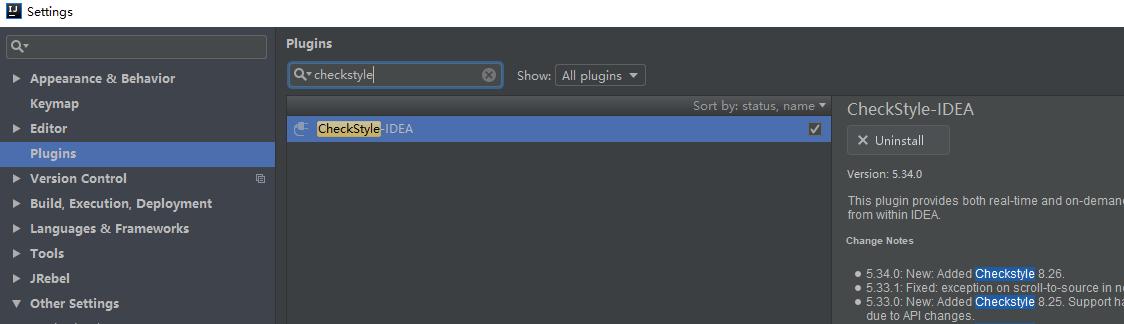 IJ Settings
Plugins
checkstyle
Show: All plugins
Appearance & Behavior
Keymap
Editor
Plugins
Version Control
Build, Execution, Deployment
Languages & Frameworks
Tools
JRebel
Other Settings
Sort by: status, name
CheckStyle-IDEA
CheckStyle-IDEA
Uninstall
Version: 5.34.0
This plugin provides both real-time and on-deman
from within IDEA.
Change Notes
5.34.0: New: Added Checkstyle 8.26.
5.33.1: Fixed: exception on scroll-to-source in n
5.33.0: New: Added Checkstyle 8.25. Support ha
due to API changes.